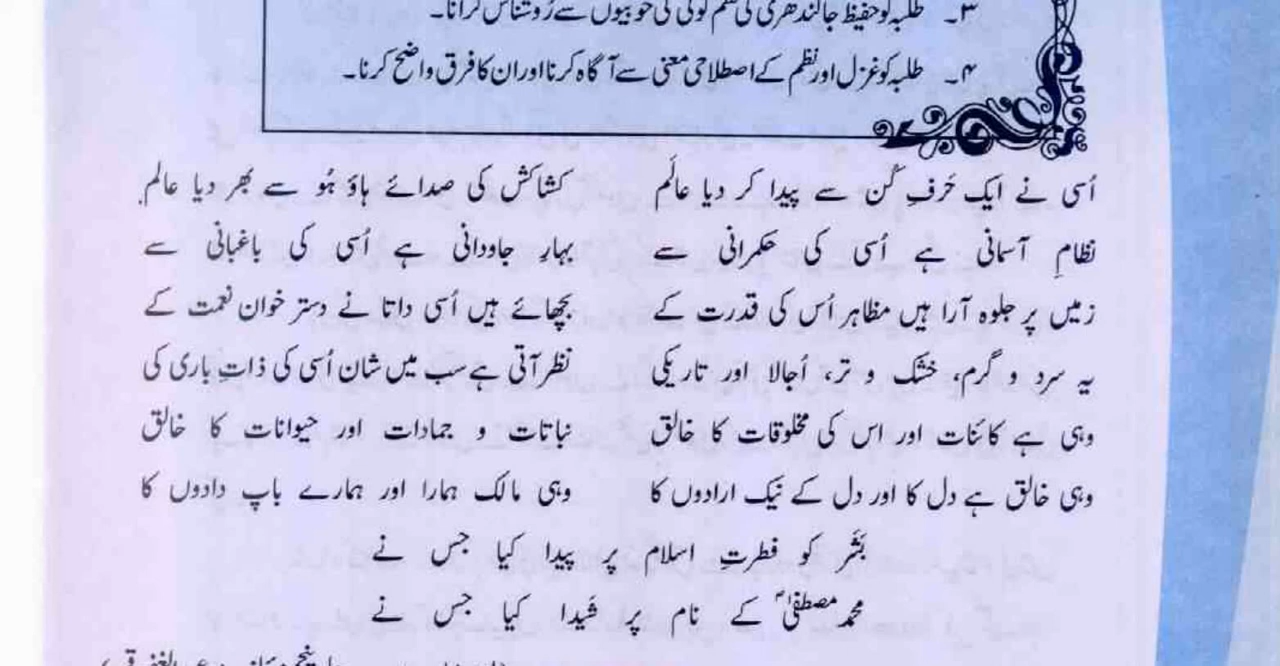 ۳۔ طلبہ کو حفیظ جالندھری کی نظم گوئی کی خوبیوں سے رُوشناس کرانا۔
۴۔ طلبہ کو غزل اور نظم کے اصطلاحی معنی سے آگاہ کرنا اور ان کا فرق واضح کرنا۔
اُسی نے ایک حَرفِ کُن سے پیدا کر دیا عالَم کشاکش کی صدائے ہاؤ ہُو سے بھر دیا عالم
نظامِ آسمانی ہے اُسی کی حکمرانی سے بہارِ جاودانی ہے اُسی کی باغبانی سے
زمیں پر جلوہ آرا ہیں مظاہر اُس کی قدرت کے بچھائے ہیں اُسی داتا نے دستر خوان نعمت کے
یہ سرد و گرم، خشک و تر، اُجالا اور تاریکی نظر آتی ہے سب میں شان اُسی کی ذاتِ باری کی
وہی ہے کائنات اور اس کی مخلوقات کا خالق نباتات و جمادات اور حیوانات کا خالق
وہی خالق ہے دل کا اور دل کے نیک ارادوں کا وہی مالک ہمارا اور ہمارے باپ دادوں کا
بَشَر کو فطرتِ اسلام پر پیدا کیا جس نے
محمد مصطفیٰؐ کے نام پر شَیدا کیا جس نے